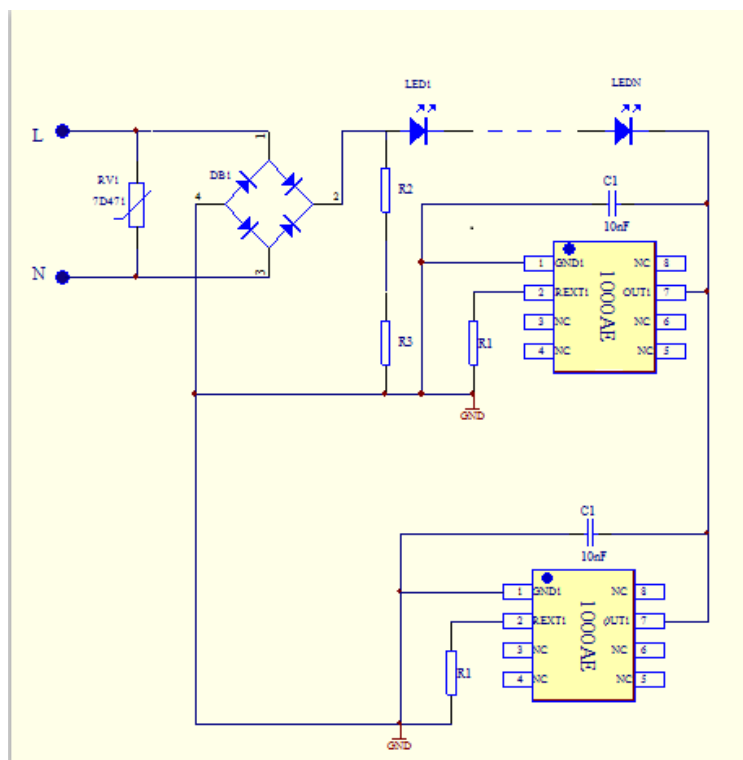 LED1
LEDN
L
1
RV1
7D471
DB1
4
2
R2
C1
10nF
N
3
1 GND1 NC 8
2 REXT1 OUT1 7
3 NC NC 6
4 NC NC 5
1000AE
R3
R1
GND
C1
10nF
1 GND1 NC 8
2 REXT1 OUT1 7
3 NC NC 6
4 NC NC 5
1000AE
R1
GND